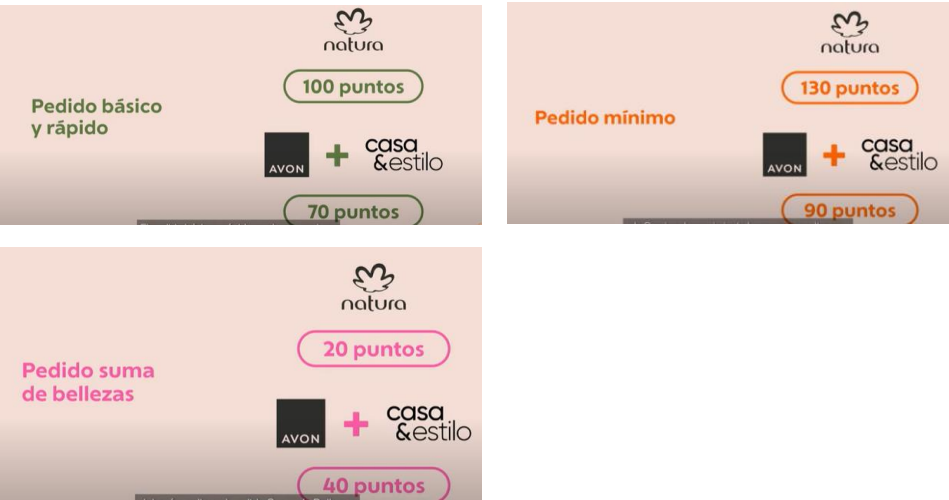 natura
100 puntos
Pedido básico
y rápido
AVON + casa
&estilo
70 puntos
natura
130 puntos
Pedido mínimo
AVON + casa
&estilo
90 puntos
natura
20 puntos
Pedido suma
de bellezas
AVON + casa
&estilo
40 puntos